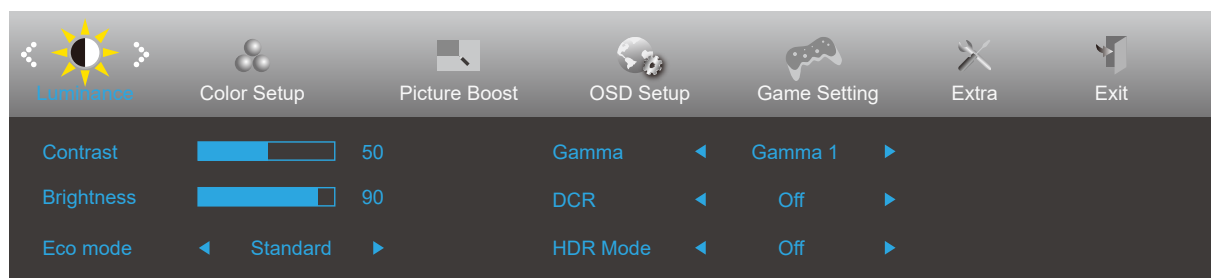 Luminance Color Setup Picture Boost OSD Setup Game Setting Extra Exit
Contrast 50 Gamma Gamma 1
Brightness 90 DCR Off
Eco mode Standard HDR Mode Off